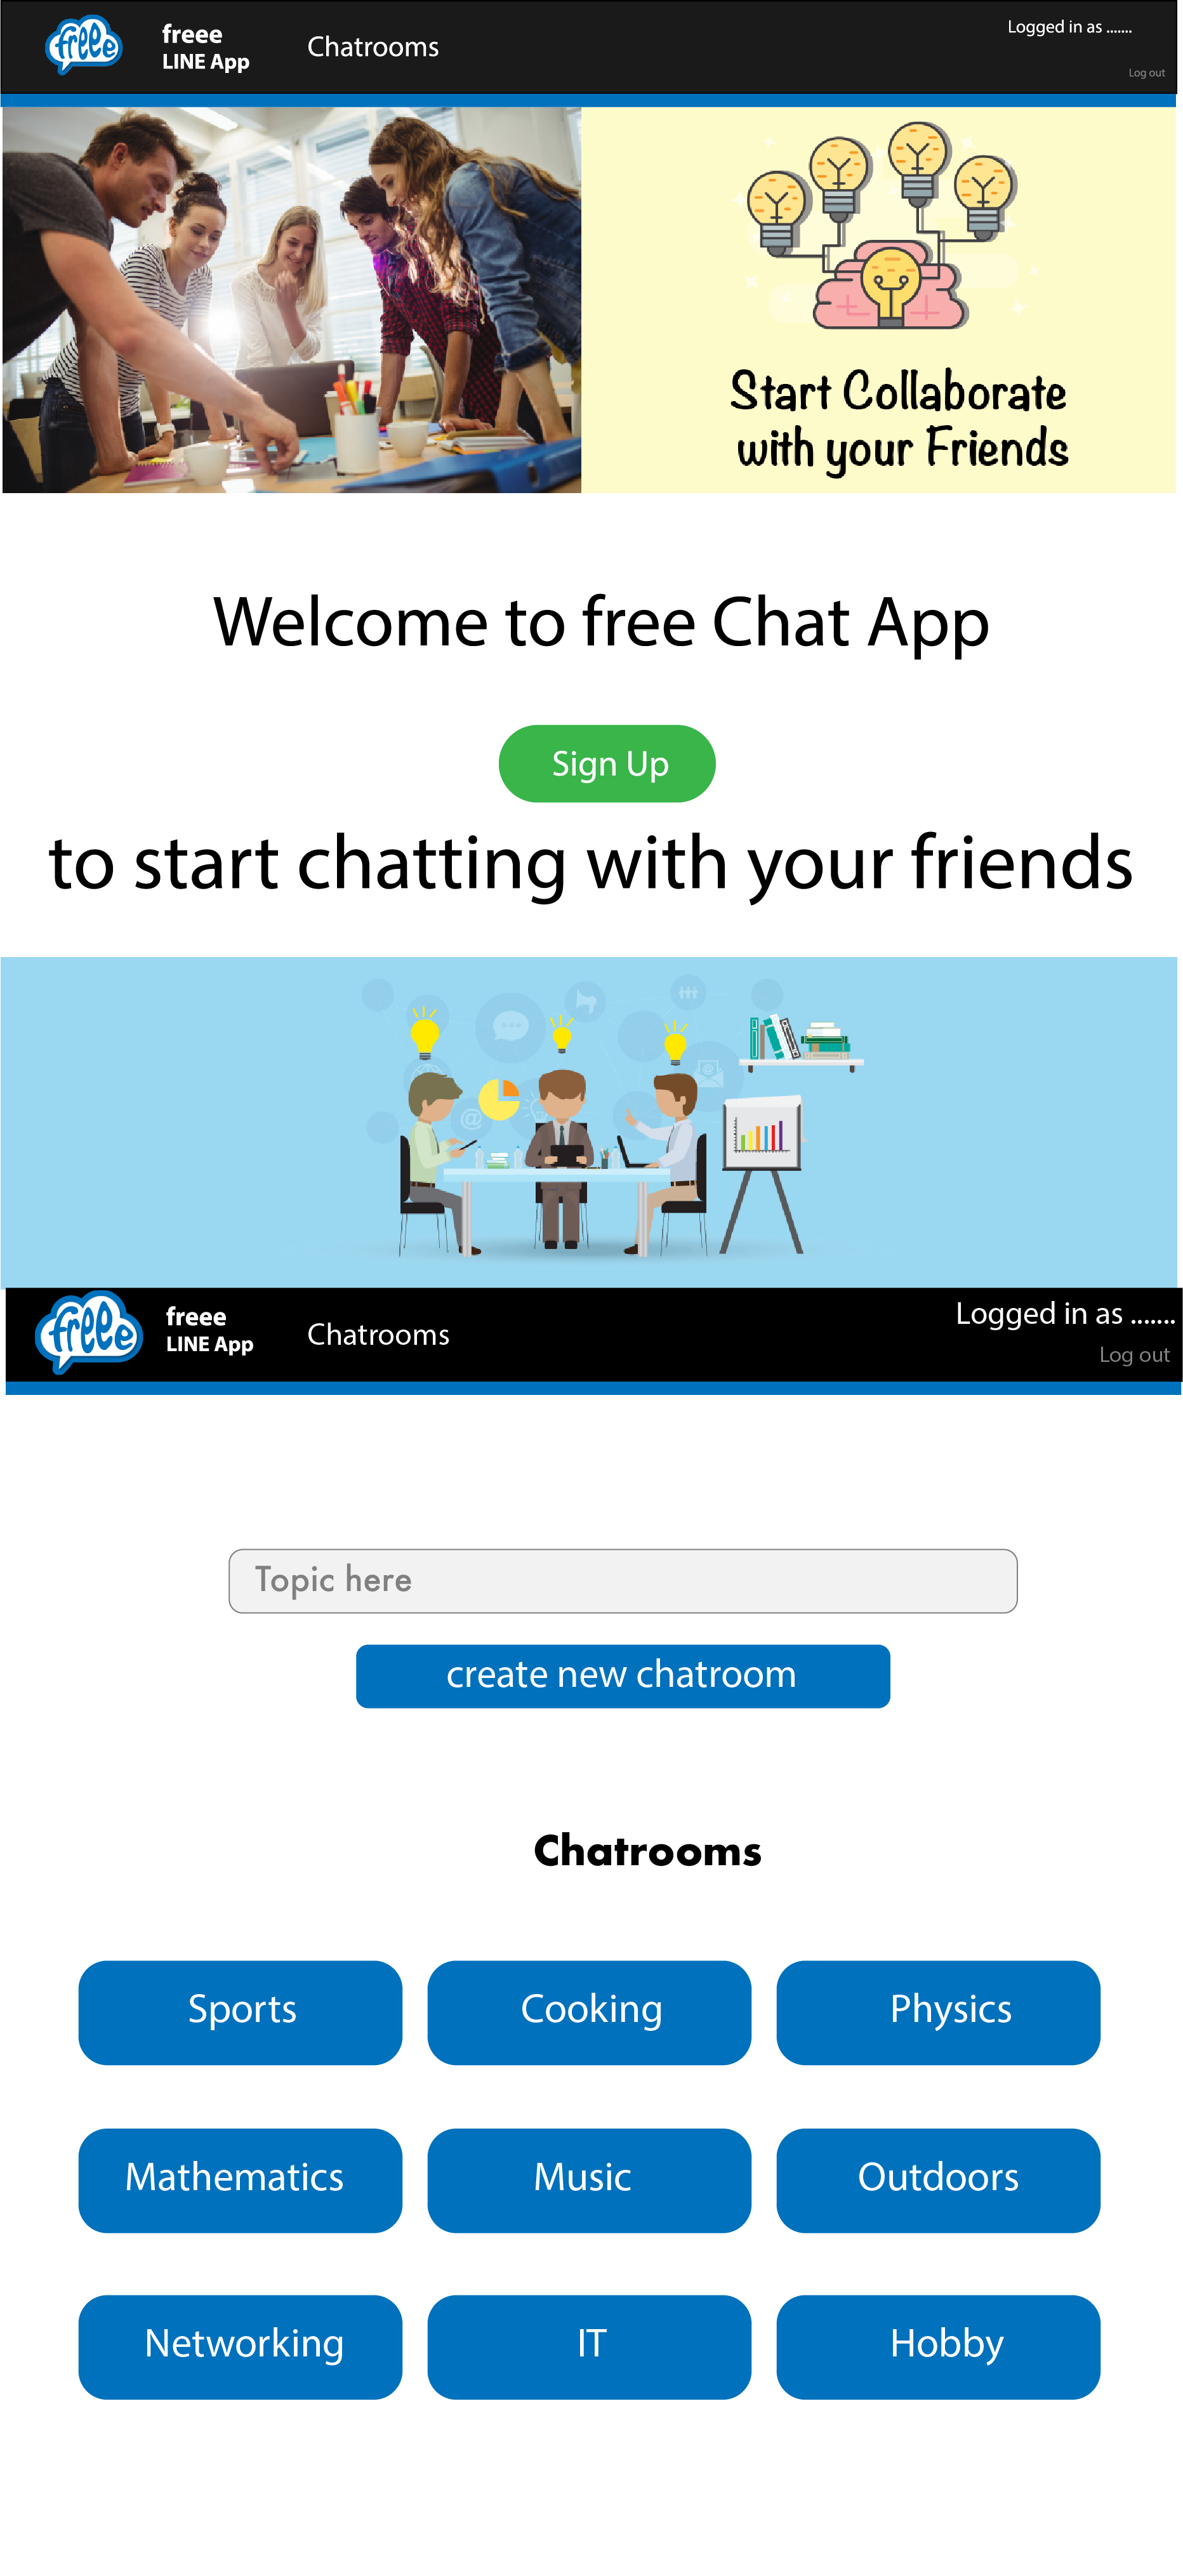 freee
freee
LINE App
Chatrooms
Logged in as .......
Log out
Start Collaborate
with your Friends
Welcome to free Chat App
Sign Up
to start chatting with your friends
@
freee
freee
LINE App
Chatrooms
Logged in as .......
Log out
Topic here
create new chatroom
Chatrooms
Sports
Cooking
Physics
Mathematics
Music
Outdoors
Networking
IT
Hobby